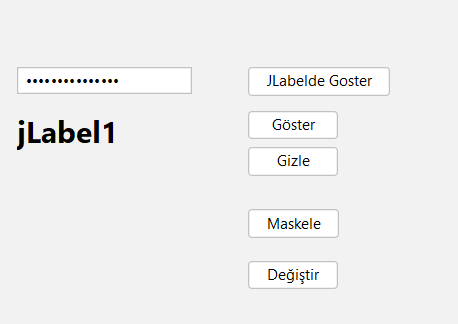 •••••••••••••••
JLabelde Goster
jLabel1
Göster
Gizle
Maskele
Değiştir